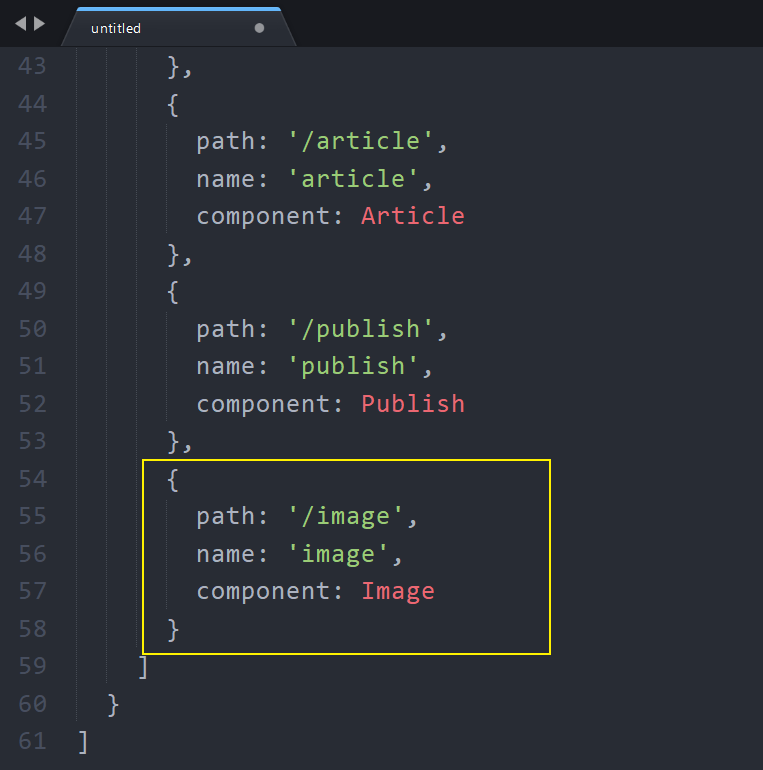 untitled
43 },
44 {
45 path: '/article',
46 name: 'article',
47 component: Article
48 },
49 {
50 path: '/publish',
51 name: 'publish',
52 component: Publish
53 },
54 {
55 path: '/image',
56 name: 'image',
57 component: Image
58 }
59 ]
60 }
61 ]